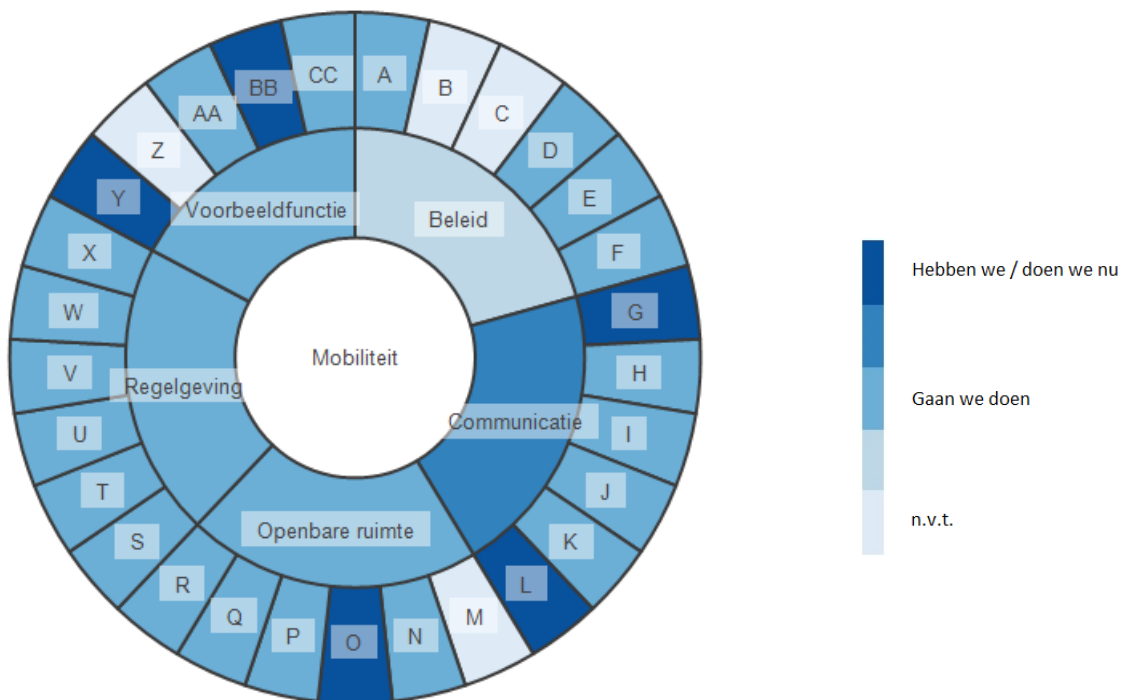 A
B
C
D
E
F
G
H
I
J
K
L
M
N
O
P
Q
R
S
T
U
V
W
X
Y
Z
AA
BB
CC
Voorbeeldfunctie
Beleid
Mobiliteit
Regelgeving
Communicatie
Openbare ruimte
Hebben we / doen we nu
Gaan we doen
n.v.t.